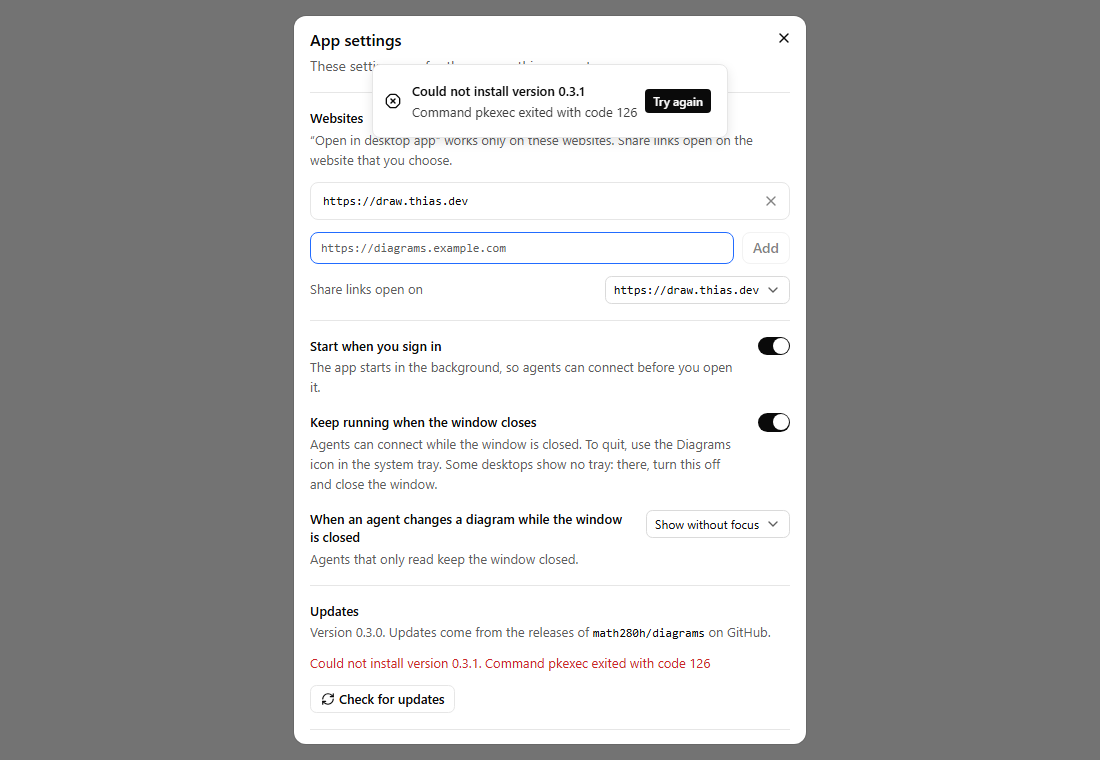 App settings
These
Could not install version 0.3.1
Command pkexec exited with code 126
Try again
Websites
"Open in desktop app" works only on these websites. Share links open on the
website that you choose.
https://draw.thias.dev
https://diagrams.example.com
Add
Share links open on
https://draw.thias.dev
Start when you sign in
The app starts in the background, so agents can connect before you open
it.
Keep running when the window closes
Agents can connect while the window is closed. To quit, use the Diagrams
icon in the system tray. Some desktops show no tray: there, turn this off
and close the window.
When an agent changes a diagram while the window
is closed
Show without focus
Agents that only read keep the window closed.
Updates
Version 0.3.0. Updates come from the releases of math280h/diagrams on GitHub.
Could not install version 0.3.1. Command pkexec exited with code 126
Check for updates